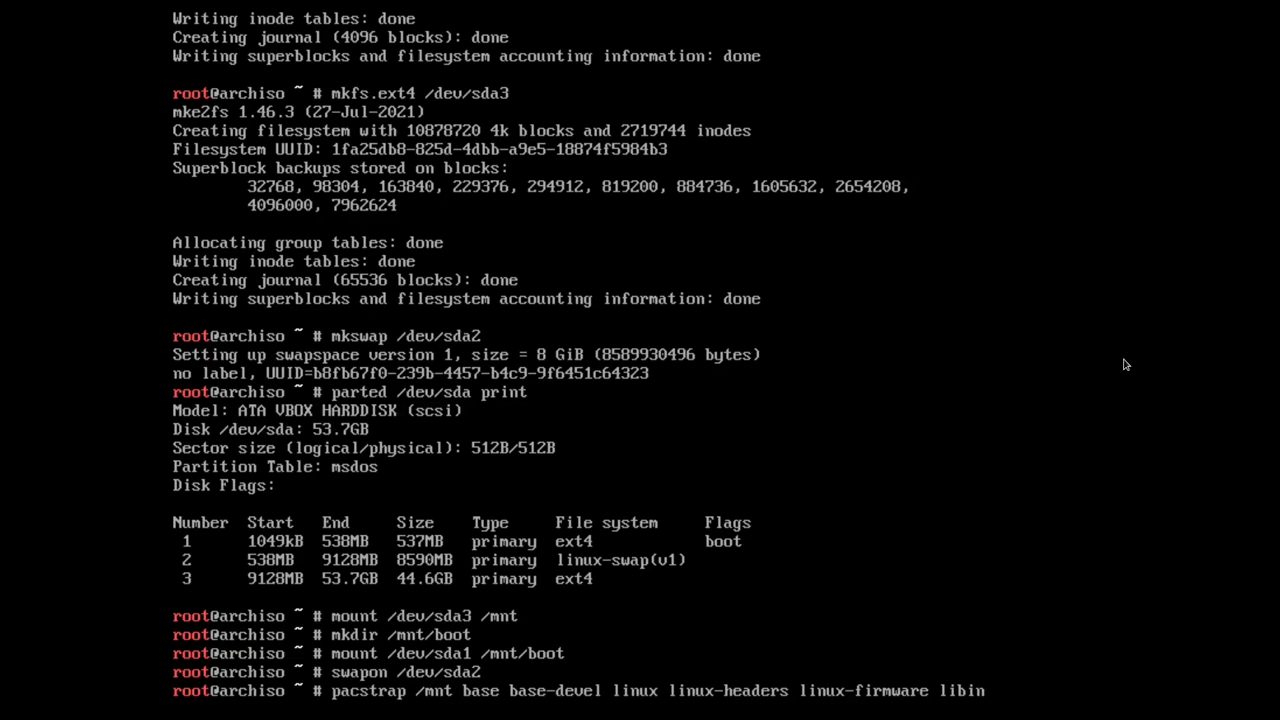 Writing inode tables: done
Creating journal (4096 blocks): done
Writing superblocks and filesystem accounting information: done
root@archiso ~ # mkfs.ext4 /dev/sda3
mke2fs 1.46.3 (27-Jul-2021)
Creating filesystem with 10878720 4k blocks and 2719744 inodes
Filesystem UUID: 1fa25db8-825d-4dbb-a9e5-18874f5984b3
Superblock backups stored on blocks:
32768, 98304, 163840, 229376, 294912, 819200, 884736, 1605632, 2654208,
4096000, 7962624
Allocating group tables: done
Writing inode tables: done
Creating journal (65536 blocks): done
Writing superblocks and filesystem accounting information: done
root@archiso ~ # mkswap /dev/sda2
Setting up swapspace version 1, size = 8 GiB (8589930496 bytes)
no label, UUID=b8fb67f0-239b-4457-b4c9-9f6451c64323
root@archiso ~ # parted /dev/sda print
Model: ATA VBOX HARDDISK (scsi)
Disk /dev/sda: 53.7GB
Sector size (logical/physical): 512B/512B
Partition Table: msdos
Disk Flags:
Number  Start   End     Size    Type     File system     Flags
1      1049kB  538MB   537MB   primary  ext4            boot
2      538MB   9128MB  8590MB  primary  linux-swap(v1)
3      9128MB  53.7GB  44.6GB  primary  ext4
root@archiso ~ # mount /dev/sda3 /mnt
root@archiso ~ # mkdir /mnt/boot
root@archiso ~ # mount /dev/sda1 /mnt/boot
root@archiso ~ # swapon /dev/sda2
root@archiso ~ # pacstrap /mnt base base-devel linux linux-headers linux-firmware libin